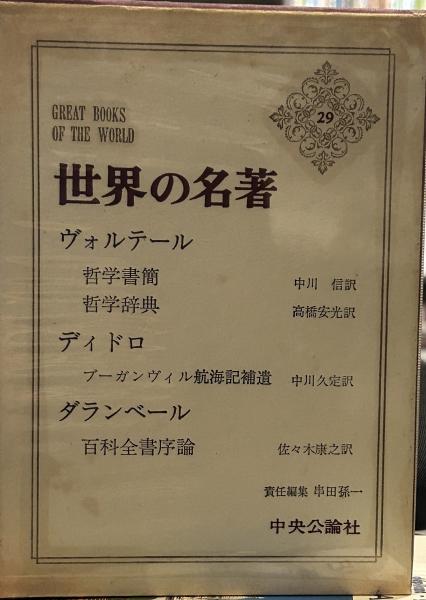 GREAT BOOKS
OF THE WORLD
29
世界の名著
ヴォルテール
哲学書簡 中川 信訳
哲学辞典 高橋安光訳
ディドロ
ブーガンヴィル航海記補遺 中川久定訳
ダランベール
百科全書序論 佐々木康之訳
責任編集 串田孫一
中央公論社